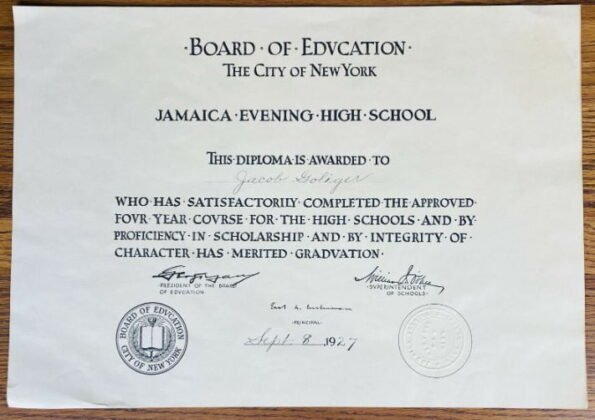 ·BOARD·OF·EDVCATION·
THE CITY OF NEW YORK
JAMAICA·EVENING·HIGH·SCHOOL
THIS·DIPLOMA·IS·AWARDED·TO
Jacob
WHO·HAS·SATISFACTORILY·COMPLETED·THE·APPROVED·
FOVR·YEAR·COVRSE·FOR·THE·HIGH·SCHOOLS·AND·BY·
PROFICIENCY·IN·SCHOLARSHIP·AND·BY·INTEGRITY·OF·
CHARACTER·HAS·MERITED·GRADVATION·
·PRESIDENT OF THE BOARD
OF EDVCATION·
·SVPERINTENDENT
OF SCHOOLS·
·PRINCIPAL·
Sept. 8, 1927
BOARD OF EDVCATION
CITY OF NEW YORK